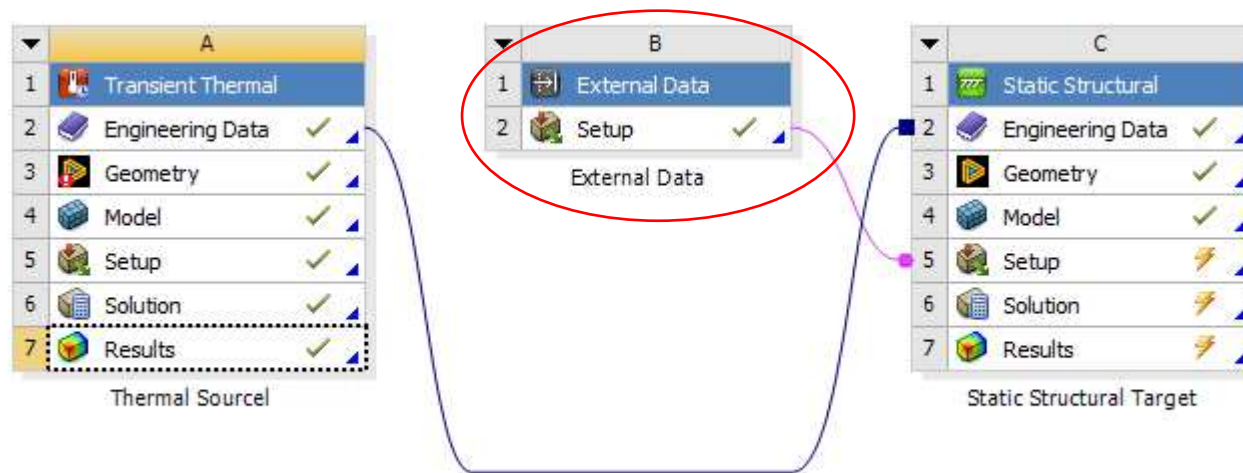 A
1 Transient Thermal
2 Engineering Data
3 Geometry
4 Model
5 Setup
6 Solution
7 Results
Thermal Sourcel
B
1 External Data
2 Setup
External Data
C
1 Static Structural
2 Engineering Data
3 Geometry
4 Model
5 Setup
6 Solution
7 Results
Static Structural Target